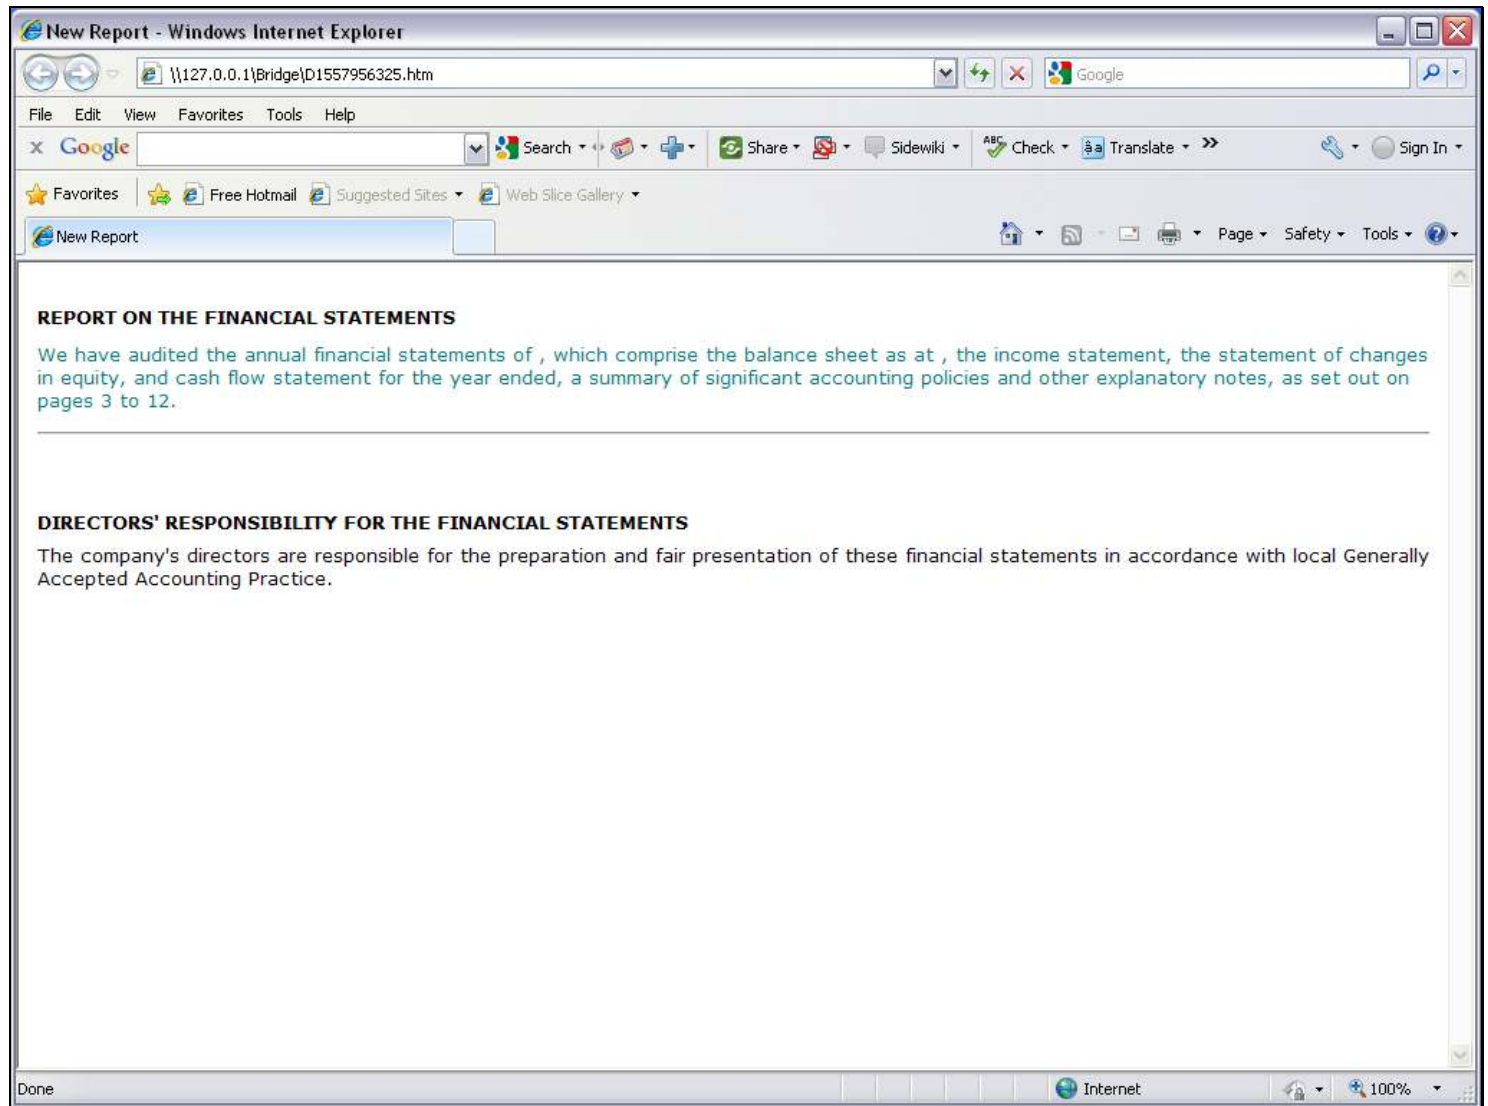 New Report - Windows Internet Explorer
\\127.0.0.1\Bridge\D1557956325.htm
Google
File Edit View Favorites Tools Help
x Google Search Share Sidewiki ABC Check àa Translate » Sign In
Favorites Free Hotmail Suggested Sites Web Slice Gallery
New Report Page Safety Tools
REPORT ON THE FINANCIAL STATEMENTS
We have audited the annual financial statements of , which comprise the balance sheet as at , the income statement, the statement of changes
in equity, and cash flow statement for the year ended, a summary of significant accounting policies and other explanatory notes, as set out on
pages 3 to 12.
DIRECTORS' RESPONSIBILITY FOR THE FINANCIAL STATEMENTS
The company's directors are responsible for the preparation and fair presentation of these financial statements in accordance with local Generally
Accepted Accounting Practice.
Done Internet 100%